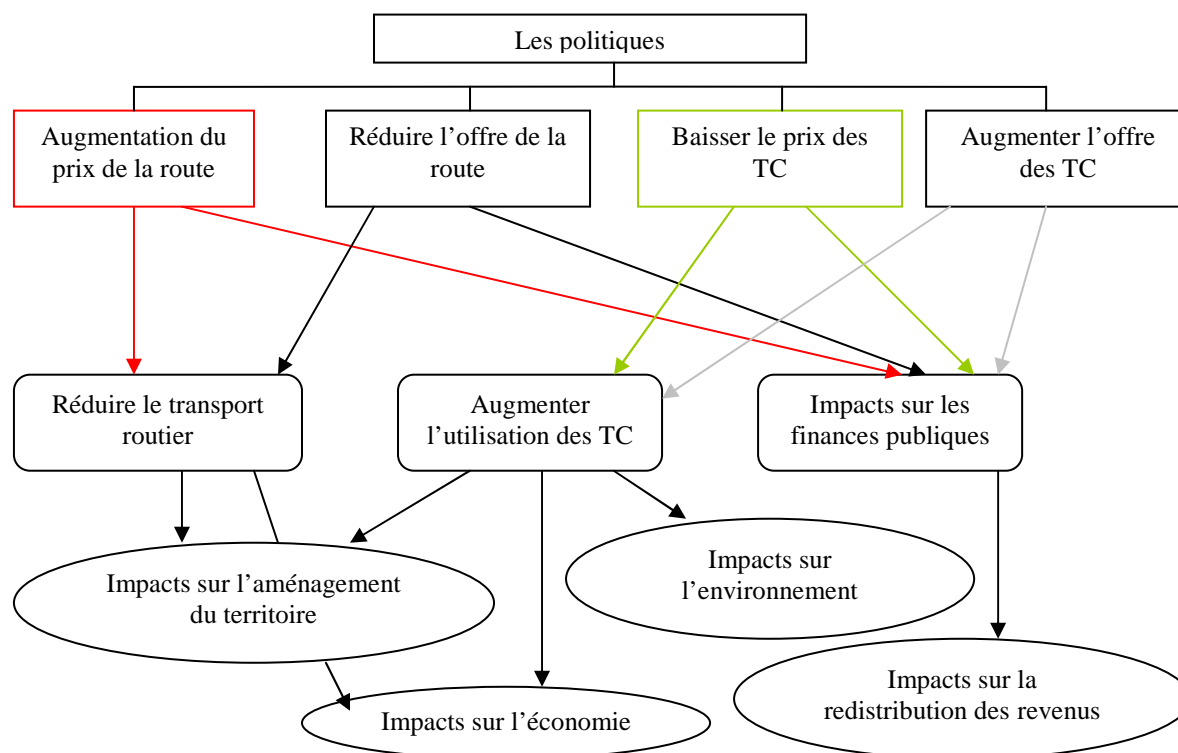 Les politiques
Augmentation du
prix de la route
Réduire l’offre de la
route
Baisser le prix des
TC
Augmenter l’offre
des TC
Réduire le transport
routier
Augmenter
l’utilisation des TC
Impacts sur les
finances publiques
Impacts sur l’aménagement
du territoire
Impacts sur
l’environnement
Impacts sur l’économie
Impacts sur la
redistribution des revenus